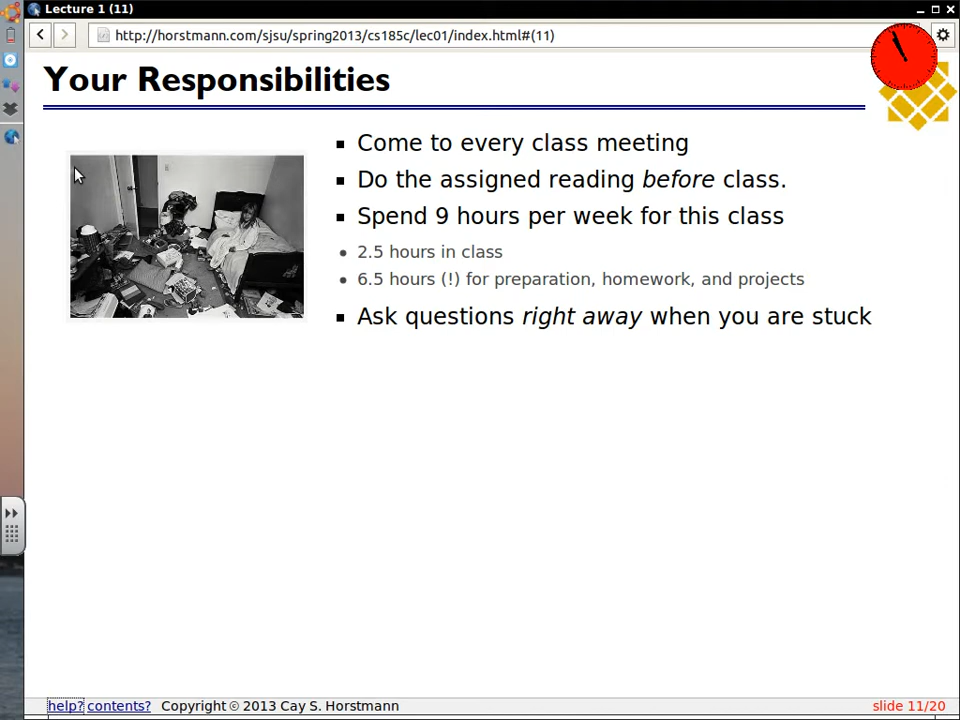 Lecture 1 (11)
http://horstmann.com/sjsu/spring2013/cs185c/lec01/index.html#(11)
Your Responsibilities
Come to every class meeting
Do the assigned reading before class.
Spend 9 hours per week for this class
2.5 hours in class
6.5 hours (!) for preparation, homework, and projects
Ask questions right away when you are stuck
help? contents? Copyright © 2013 Cay S. Horstmann
slide 11/20